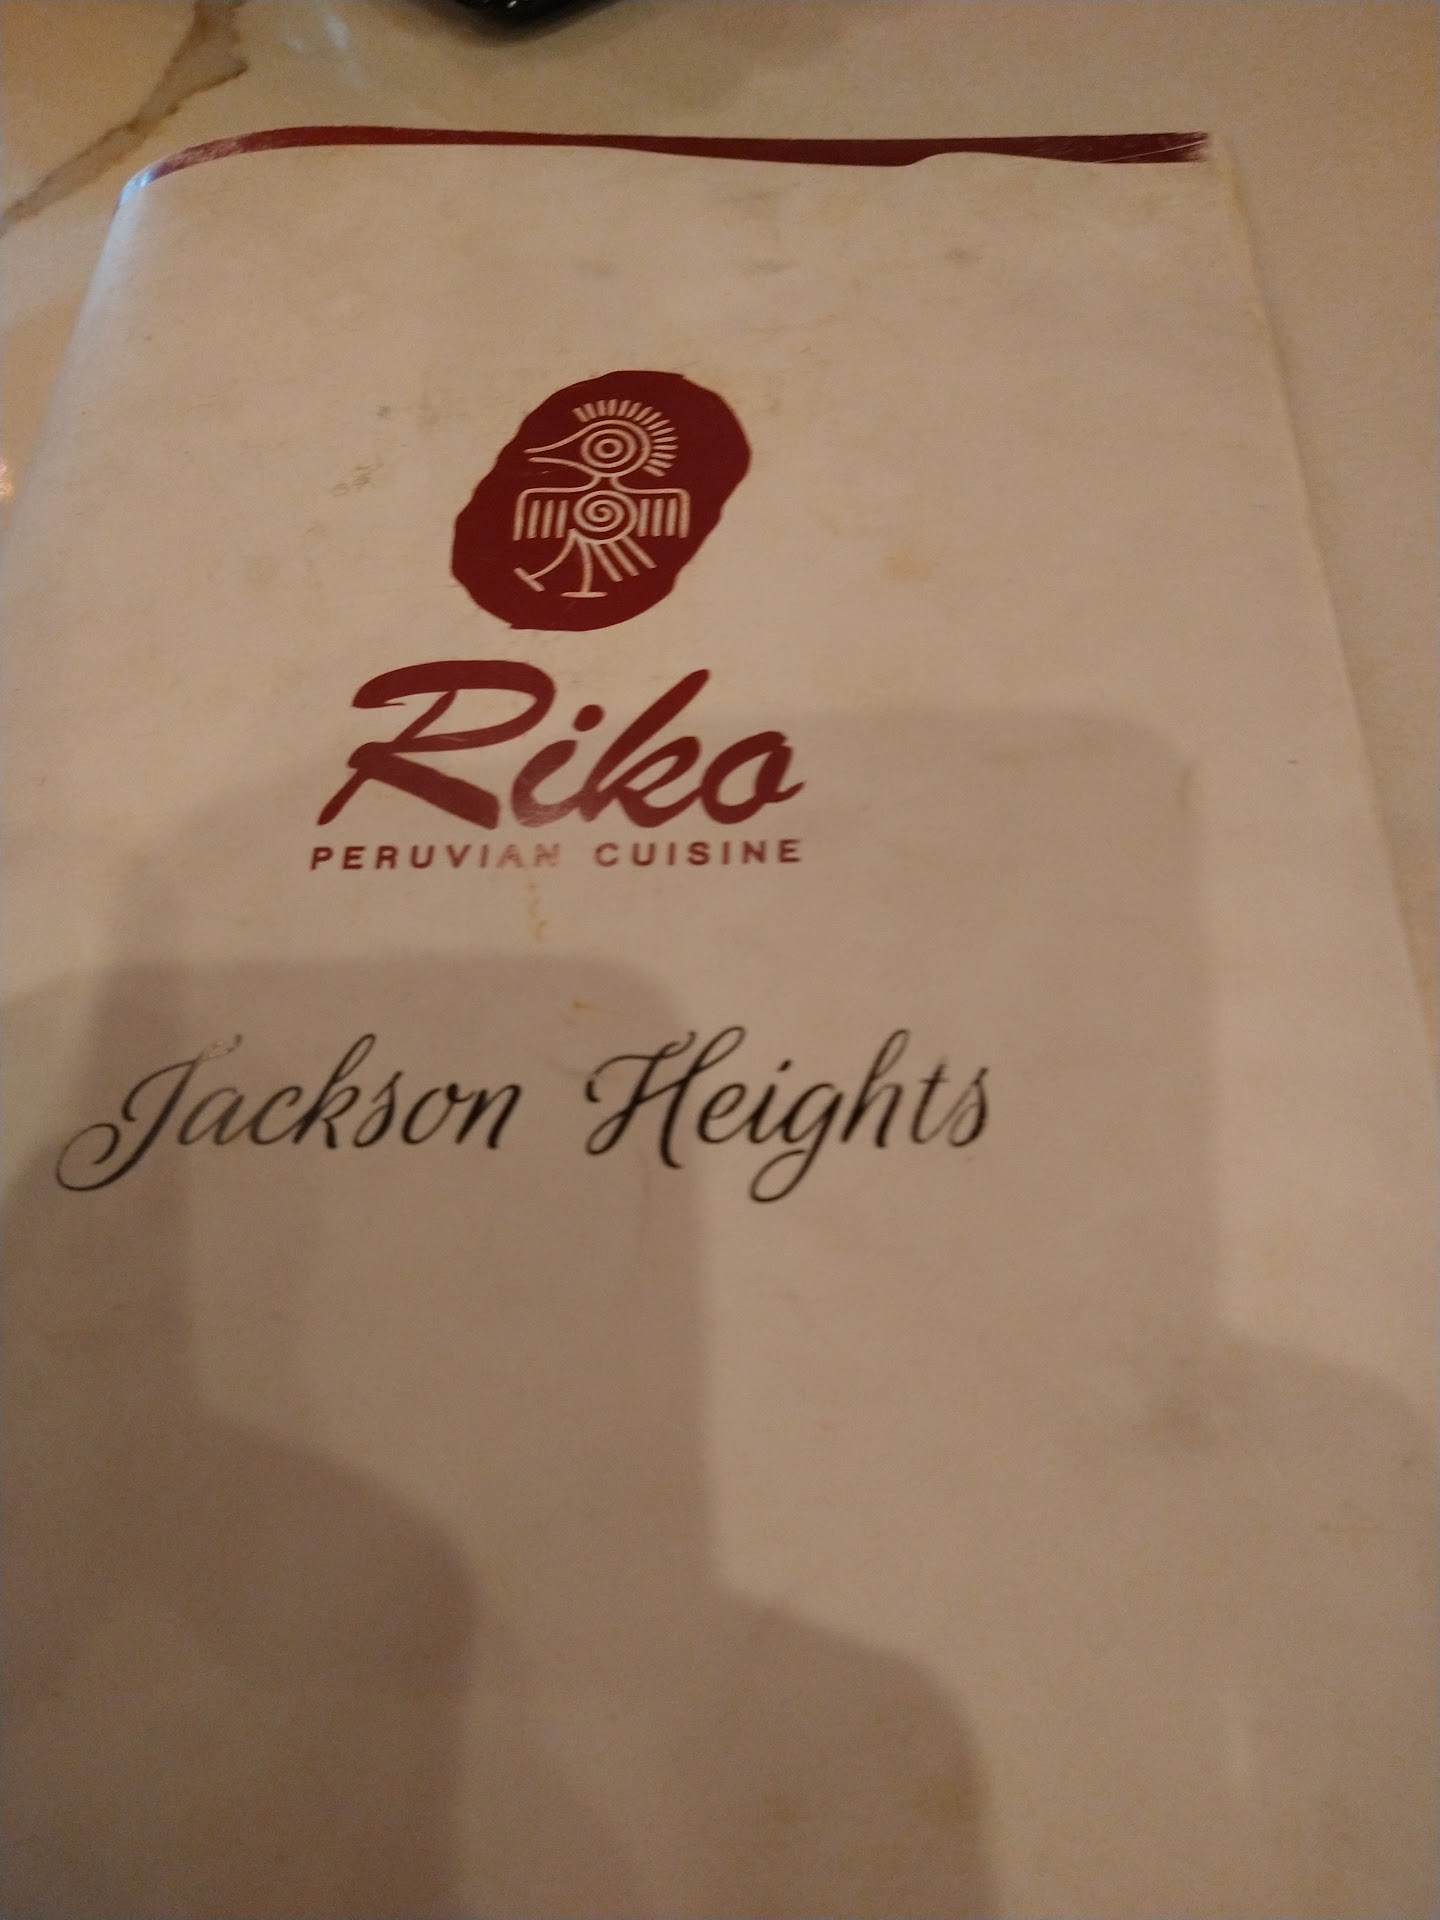 Riko
PERUVIAN CUISINE
Jackson Heights